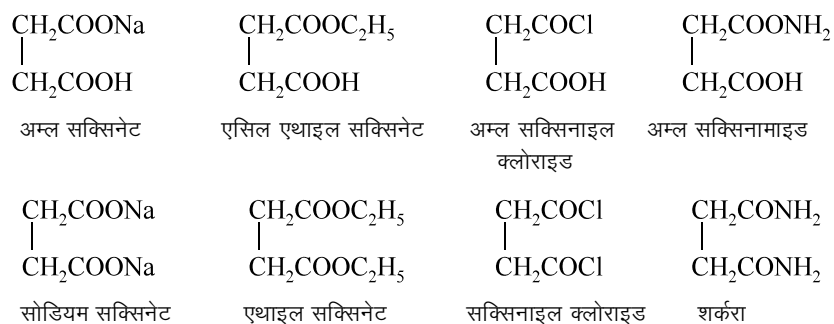 CH₂COONa CH₂COOC₂H₅ CH₂COCl CH₂COONH₂
CH₂COOH CH₂COOH CH₂COOH CH₂COOH
अम्ल सक्सिनेट एसिल एथाइल सक्सिनेट अम्ल सक्सिनाइल अम्ल सक्सिनामाइड
क्लोराइड
CH₂COONa CH₂COOC₂H₅ CH₂COCl CH₂CONH₂
CH₂COONa CH₂COOC₂H₅ CH₂COCl CH₂CONH₂
सोडियम सक्सिनेट एथाइल सक्सिनेट सक्सिनाइल क्लोराइड शर्करा